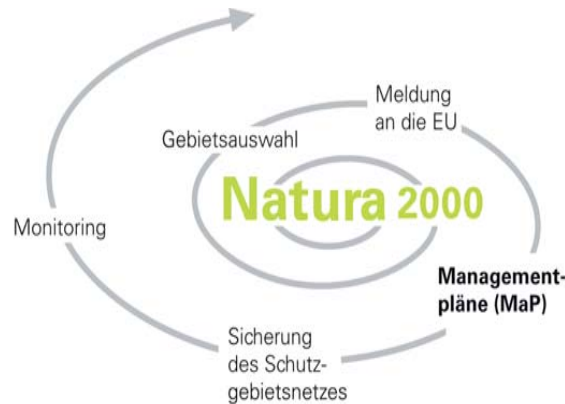 Meldung
an die EU
Gebietsauswahl
Natura 2000
Monitoring
Management-
pläne (MaP)
Sicherung
des Schutz-
gebietsnetzes